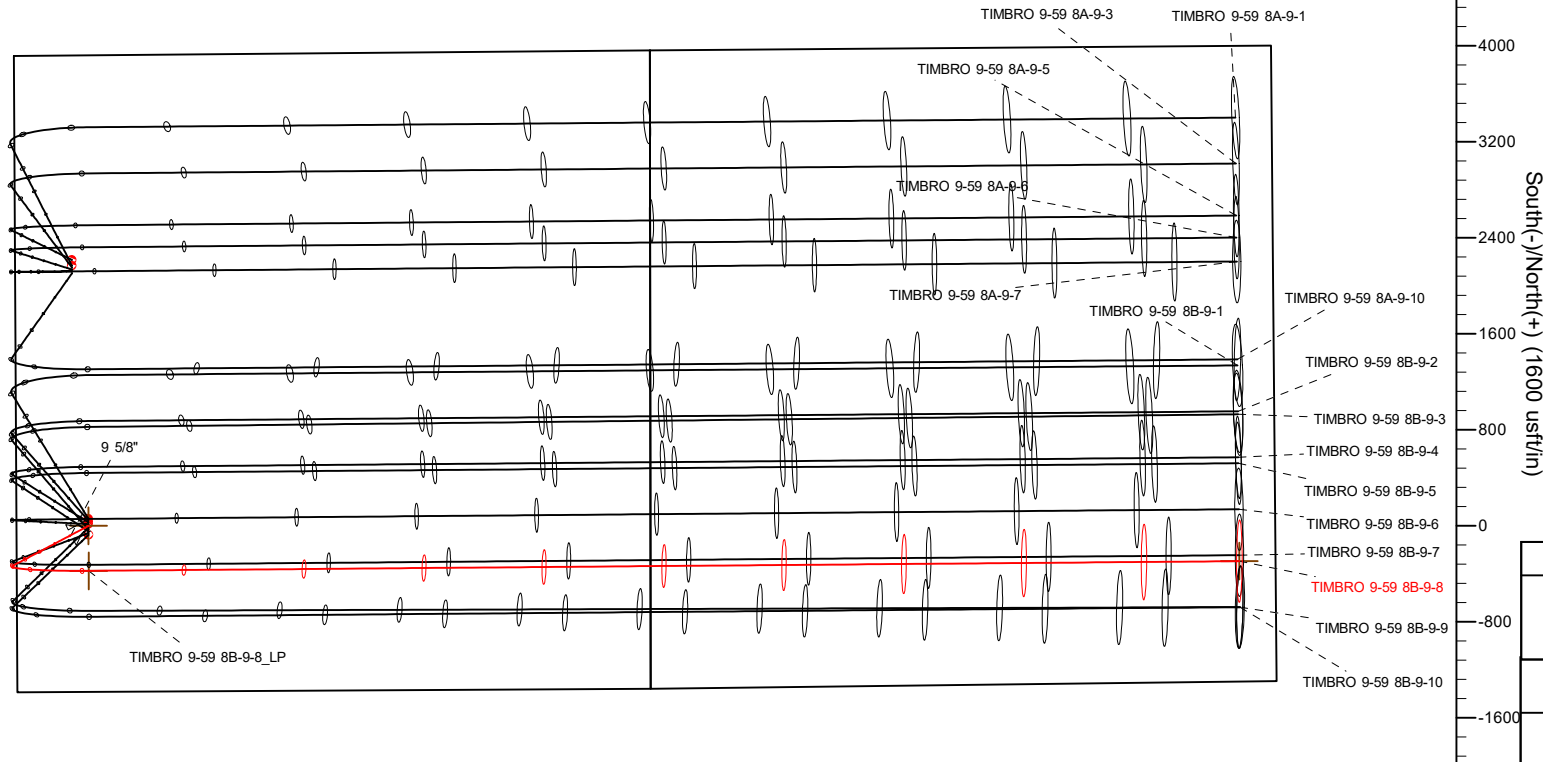 TIMBRO 9-59 8A-9-3
TIMBRO 9-59 8A-9-1
TIMBRO 9-59 8A-9-5
TIMBRO 9-59 8A-9-6
TIMBRO 9-59 8A-9-7
TIMBRO 9-59 8A-9-10
TIMBRO 9-59 8B-9-1
TIMBRO 9-59 8B-9-2
TIMBRO 9-59 8B-9-3
9 5/8"
TIMBRO 9-59 8B-9-4
TIMBRO 9-59 8B-9-5
TIMBRO 9-59 8B-9-6
TIMBRO 9-59 8B-9-7
TIMBRO 9-59 8B-9-8
TIMBRO 9-59 8B-9-9
TIMBRO 9-59 8B-9-8_LP
TIMBRO 9-59 8B-9-10
4000
3200
2400
1600
800
0
-800
-1600
South(-)/North(+) (1600 usft/in)